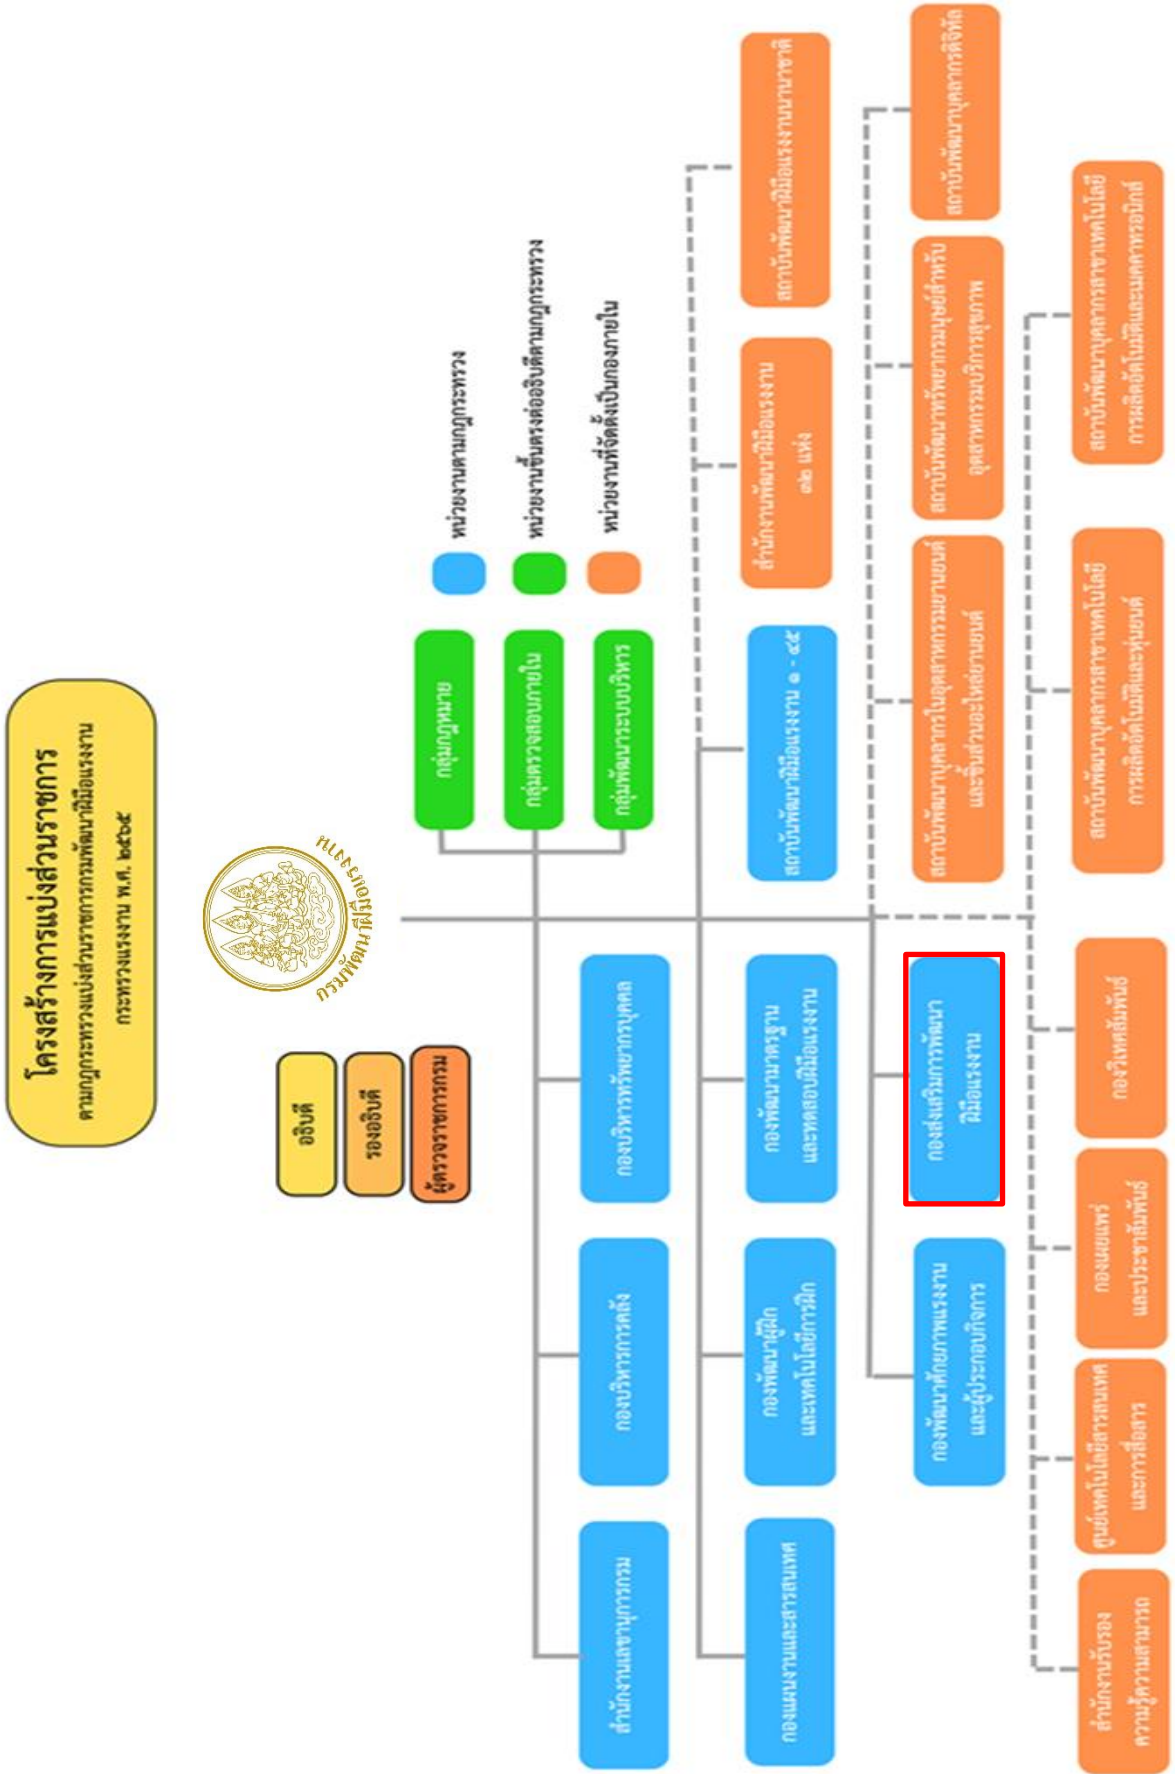 โครงสร้างการแบ่งส่วนราชการ
ตามกฎกระทรวงแบ่งส่วนราชการกรมพัฒนาฝีมือแรงงาน
กระทรวงแรงงาน พ.ศ. ๒๕๖๕
กรมพัฒนาฝีมือแรงงาน
อธิบดี
รองอธิบดี
ผู้ตรวจราชการกรม
กลุ่มกฎหมาย
กลุ่มตรวจสอบภายใน
กลุ่มพัฒนาระบบบริหาร
หน่วยงานตามกฎกระทรวง
หน่วยงานขึ้นตรงต่ออธิบดีตามกฎกระทรวง
หน่วยงานที่จัดตั้งเป็นกองภายใน
สำนักงานเลขานุการกรม
กองบริหารการคลัง
กองบริหารทรัพยากรบุคคล
กองแผนงานและสารสนเทศ
กองพัฒนาผู้ฝึก
และเทคโนโลยีการฝึก
กองพัฒนามาตรฐาน
และทดสอบฝีมือแรงงาน
สถาบันพัฒนาฝีมือแรงงาน ๑ - ๔๕
สำนักงานพัฒนาฝีมือแรงงาน
๓๒ แห่ง
สถาบันพัฒนาฝีมือแรงงานนานาชาติ
กองพัฒนาศักยภาพแรงงาน
และผู้ประกอบกิจการ
กองส่งเสริมการพัฒนา
ฝีมือแรงงาน
สถาบันพัฒนาบุคลากรในอุตสาหกรรมยานยนต์
และชิ้นส่วนอะไหล่ยานยนต์
สถาบันพัฒนาทรัพยากรมนุษย์สำหรับ
อุตสาหกรรมบริการสุขภาพ
สถาบันพัฒนาบุคลากรดิจิทัล
สำนักงานรับรอง
ความรู้ความสามารถ
ศูนย์เทคโนโลยีสารสนเทศ
และการสื่อสาร
กองเผยแพร่
และประชาสัมพันธ์
กองวิเทศสัมพันธ์
สถาบันพัฒนาบุคลากรสาขาเทคโนโลยี
การผลิตอัตโนมัติและหุ่นยนต์
สถาบันพัฒนาบุคลากรสาขาเทคโนโลยี
การผลิตอัตโนมัติและเมคคาทรอนิกส์